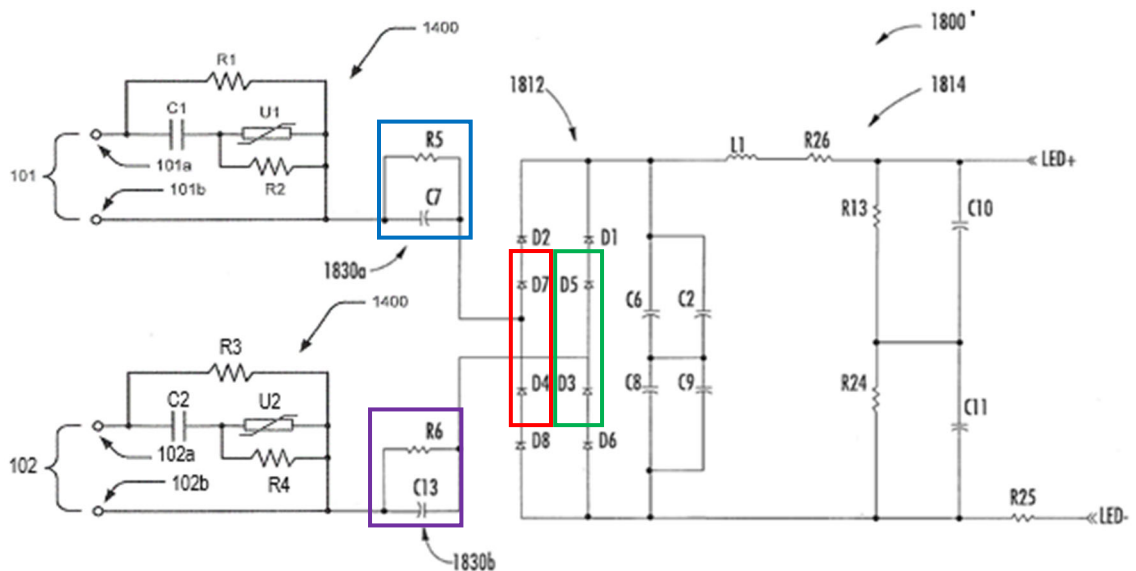 1800'
1400
1812
1814
R1
C1
U1
R2
101
101a
101b
R5
C7
1830a
L1
R26
LED+
R13
C10
D2
D1
D7
D5
C6
C2
1400
R3
C2
U2
R4
102
102a
102b
D4
D3
C8
C9
R24
C11
D8
D6
R6
C13
1830b
R25
LED-